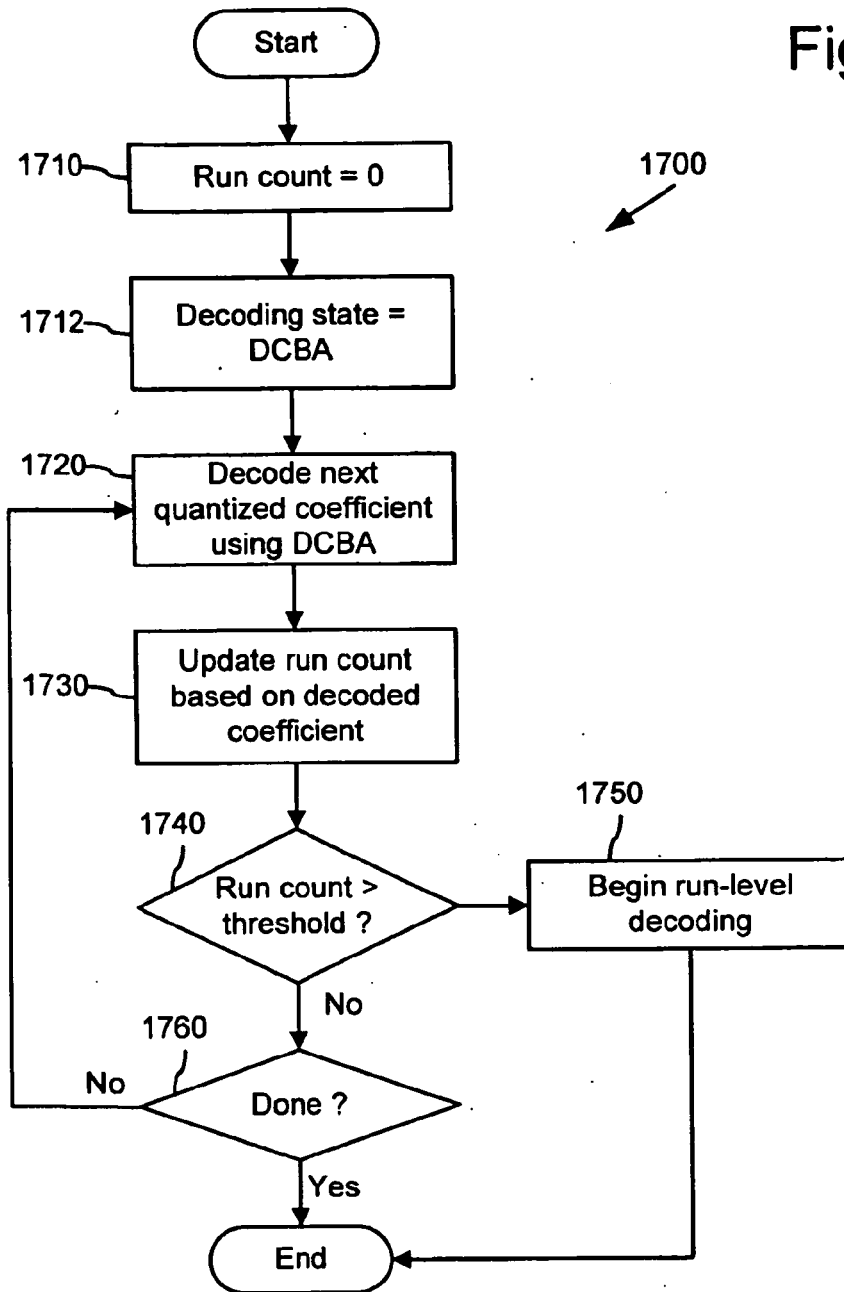 Start
Fig
1710
Run count = 0
1700
1712
Decoding state =
DCBA
1720
Decode next
quantized coefficient
using DCBA
1730
Update run count
based on decoded
coefficient
1740
Run count >
threshold ?
1750
Begin run-level
decoding
No
1760
No
Done ?
Yes
End